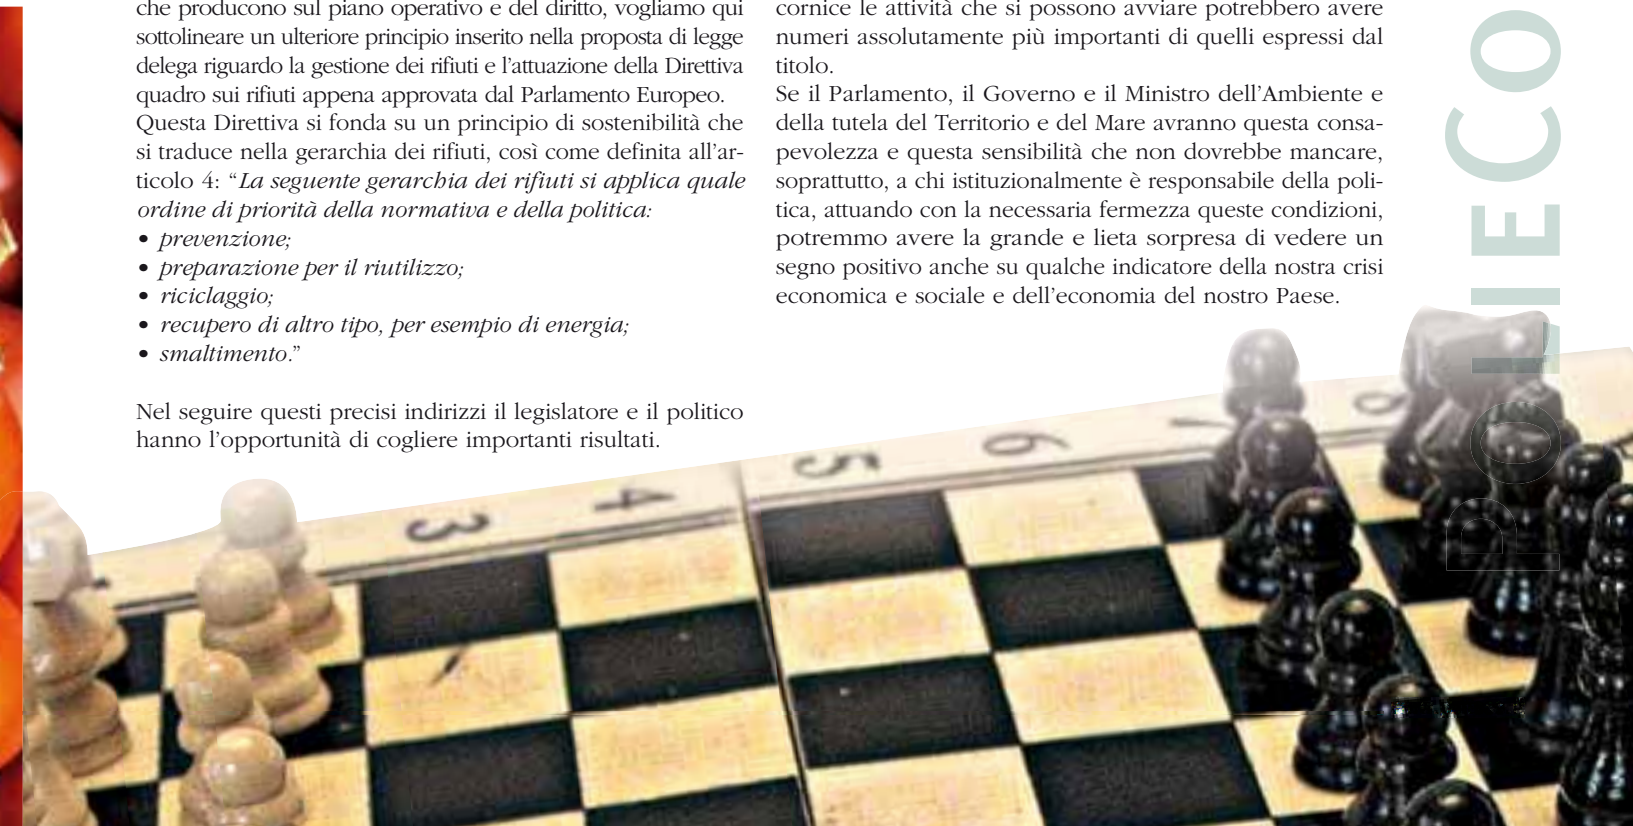 che producono sul piano operativo e del diritto, vogliamo qui
sottolineare un ulteriore principio inserito nella proposta di legge
delega riguardo la gestione dei rifiuti e l’attuazione della Direttiva
quadro sui rifiuti appena approvata dal Parlamento Europeo.
Questa Direttiva si fonda su un principio di sostenibilità che
si traduce nella gerarchia dei rifiuti, così come definita all’ar-
ticolo 4: “La seguente gerarchia dei rifiuti si applica quale
ordine di priorità della normativa e della politica:
• prevenzione;
• preparazione per il riutilizzo;
• riciclaggio;
• recupero di altro tipo, per esempio di energia;
• smaltimento.”
Nel seguire questi precisi indirizzi il legislatore e il politico
hanno l’opportunità di cogliere importanti risultati.
cornice le attività che si possono avviare potrebbero avere
numeri assolutamente più importanti di quelli espressi dal
titolo.
Se il Parlamento, il Governo e il Ministro dell’Ambiente e
della tutela del Territorio e del Mare avranno questa consa-
pevolezza e questa sensibilità che non dovrebbe mancare,
soprattutto, a chi istituzionalmente è responsabile della poli-
tica, attuando con la necessaria fermezza queste condizioni,
potremmo avere la grande e lieta sorpresa di vedere un
segno positivo anche su qualche indicatore della nostra crisi
economica e sociale e dell’economia del nostro Paese.
POLIECO
3
4
5
6
7
8